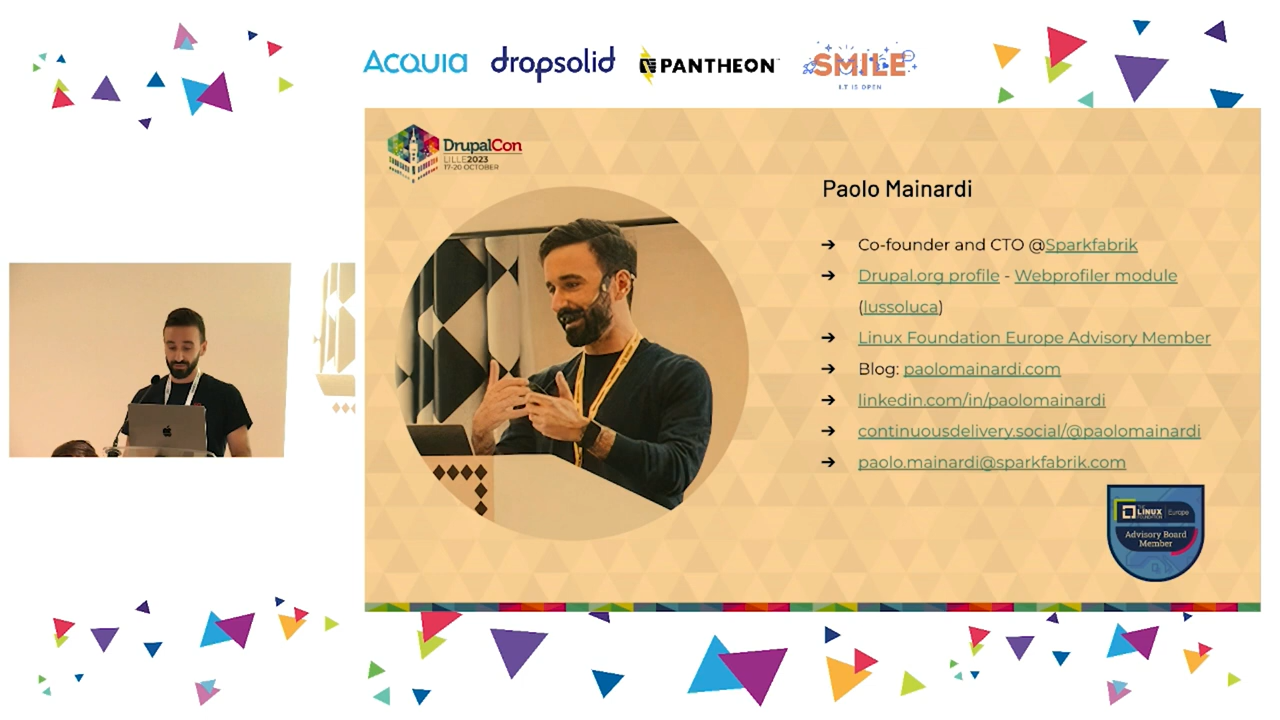 ACQUIA dropsolid PANTHEON SMILE
I.T IS OPEN
DrupalCon
LILLE2023
17-20 OCTOBER
Paolo Mainardi
➔ Co-founder and CTO @Sparkfabrik
➔ Drupal.org profile - Webprofiler module
(lussoluca)
➔ Linux Foundation Europe Advisory Member
➔ Blog: paolomainardi.com
➔ linkedin.com/in/paolomainardi
➔ continuousdelivery.social/@paolomainardi
➔ paolo.mainardi@sparkfabrik.com
THE LINUX FOUNDATION Europe
Advisory Board
Member